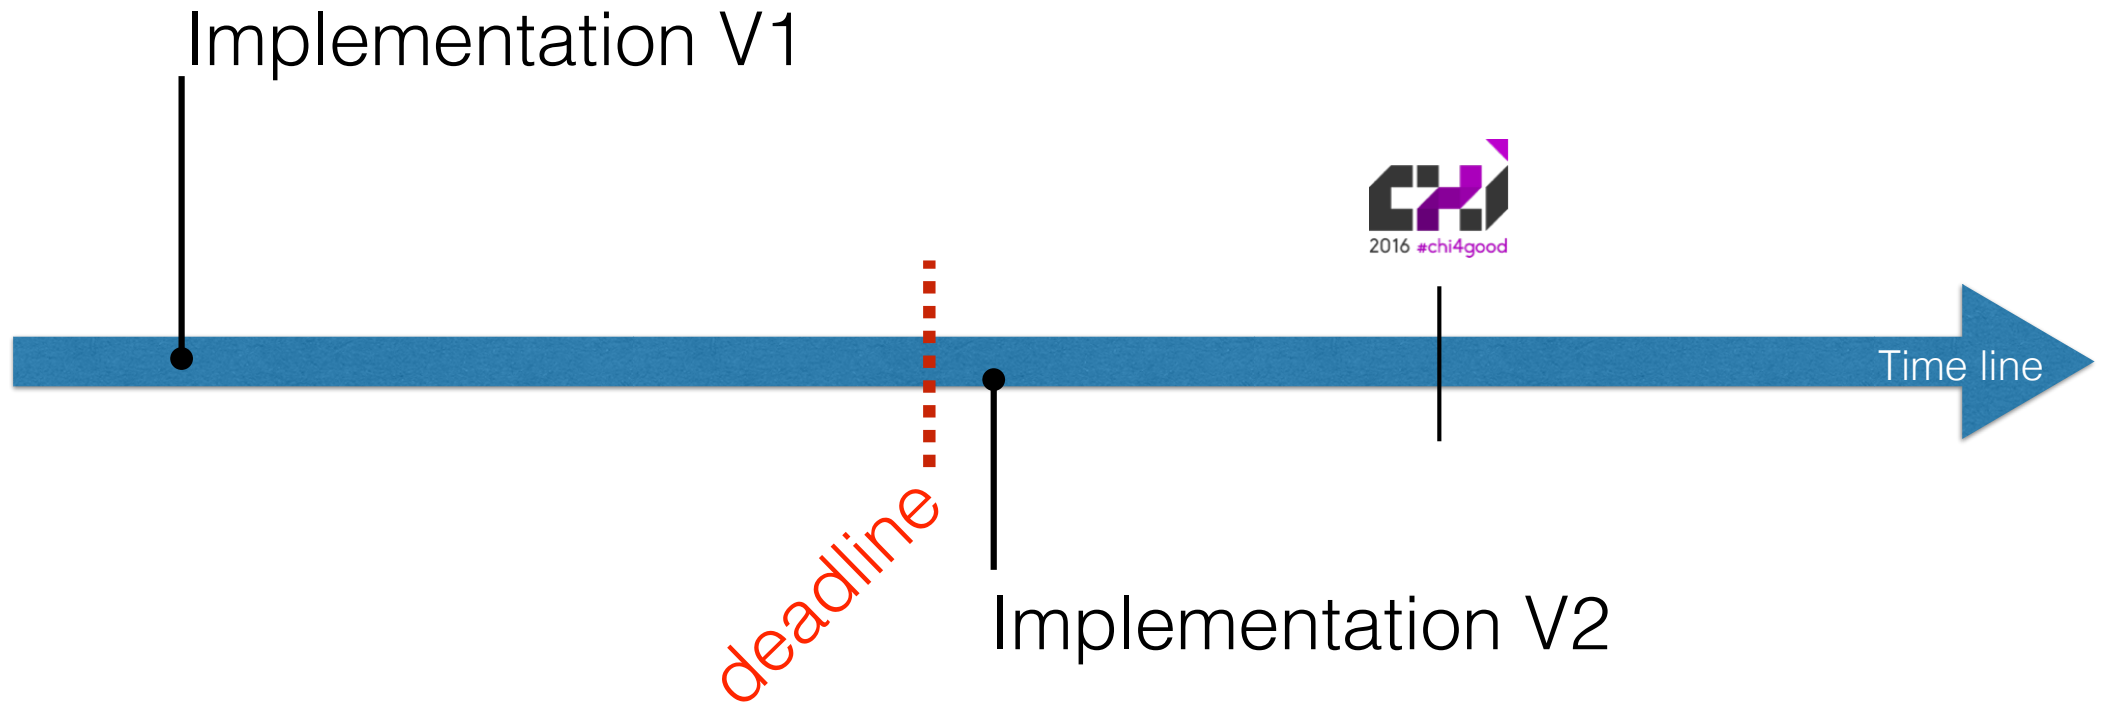 Implementation V1
CHI
2016 #chi4good
Time line
deadline
Implementation V2